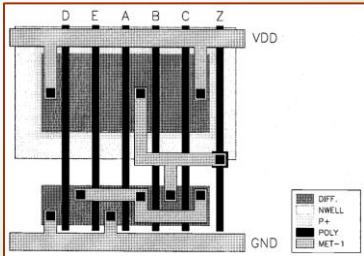 D E A B C Z
VDD
GND
DIFF.
NWELL
P+
POLY
MET-1